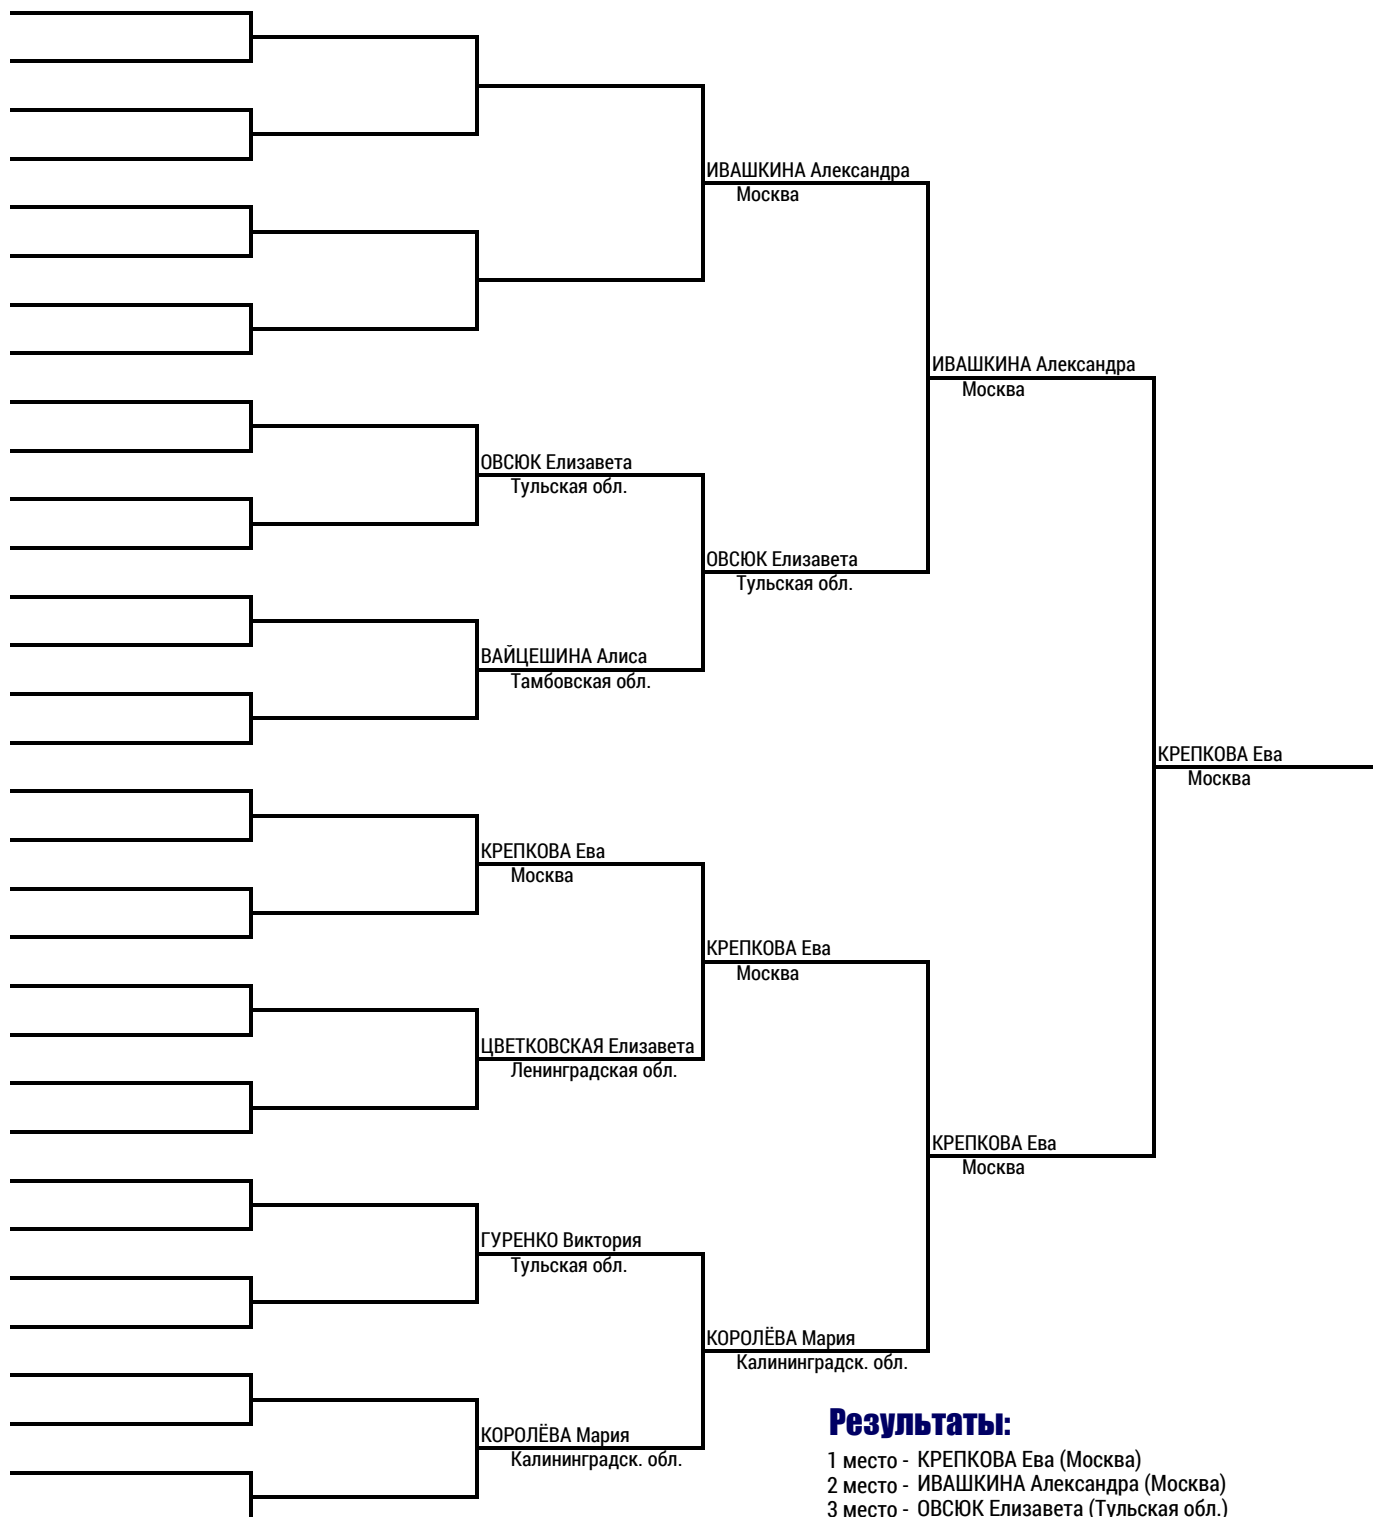 ИВАШКИНА Александра
Москва
ИВАШКИНА Александра
Москва
ОВСЮК Елизавета
Тульская обл.
ОВСЮК Елизавета
Тульская обл.
ВАЙЦЕШИНА Алиса
Тамбовская обл.
КРЕПКОВА Ева
Москва
КРЕПКОВА Ева
Москва
КРЕПКОВА Ева
Москва
ЦВЕТКОВСКАЯ Елизавета
Ленинградская обл.
КРЕПКОВА Ева
Москва
ГУРЕНКО Виктория
Тульская обл.
КОРОЛЁВА Мария
Калининградск. обл.
КОРОЛЁВА Мария
Калининградск. обл.
Результаты:
1 место - КРЕПКОВА Ева (Москва)
2 место - ИВАШКИНА Александра (Москва)
3 место - ОВСЮК Елизавета (Тульская обл.)